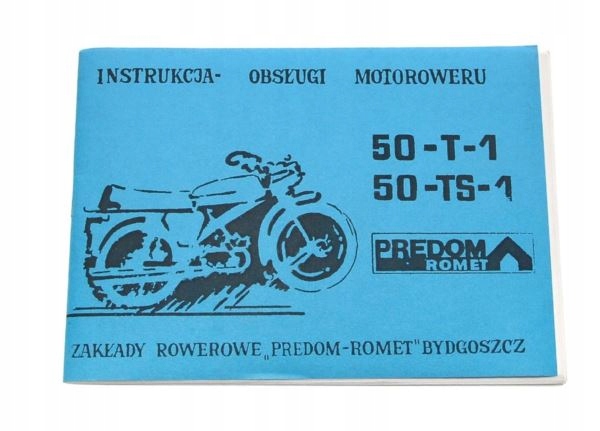 INSTRUKCJA- OBSŁUGI MOTOROWERU
50-T-1
50-TS-1
PREDOM
ROMET
ZAKŁADY ROWEROWE „PREDOM-ROMET" BYDGOSZCZ